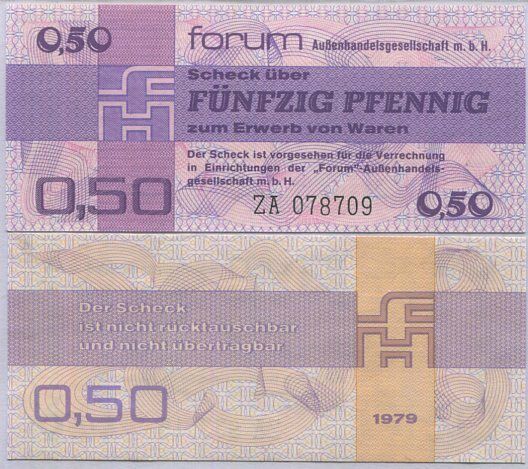 0,50
forum Außenhandelsgesellschaft m. b. H.
Scheck über
FÜNFZIG PFENNIG
zum Erwerb von Waren
Der Scheck ist vorgesehen für die Verrechnung
in Einrichtungen der „Forum"-Außenhandels-
gesellschaft m. b. H.
0,50
ZA 078709
0,50
Der Scheck
ist nicht rücktauschbar
und nicht übertragbar
0,50
1979